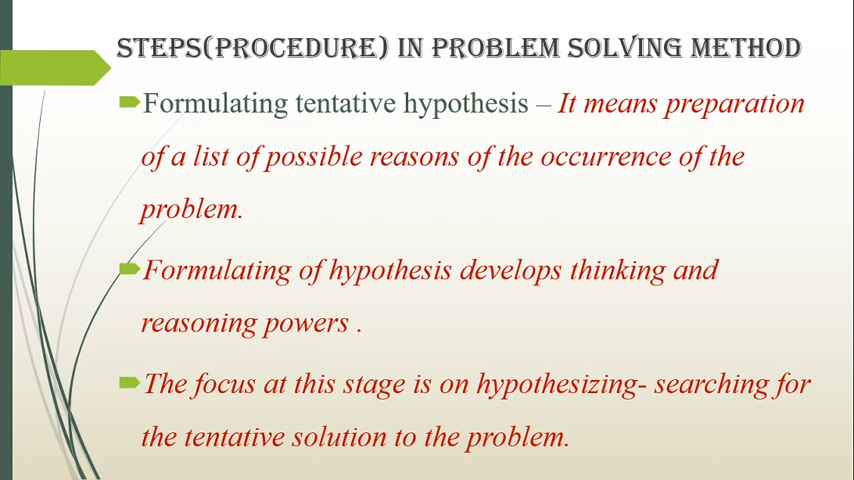 STEPS(PROCEDURE) IN PROBLEM SOLVING METHOD
Formulating tentative hypothesis – It means preparation
of a list of possible reasons of the occurrence of the
problem.
Formulating of hypothesis develops thinking and
reasoning powers .
The focus at this stage is on hypothesizing- searching for
the tentative solution to the problem.